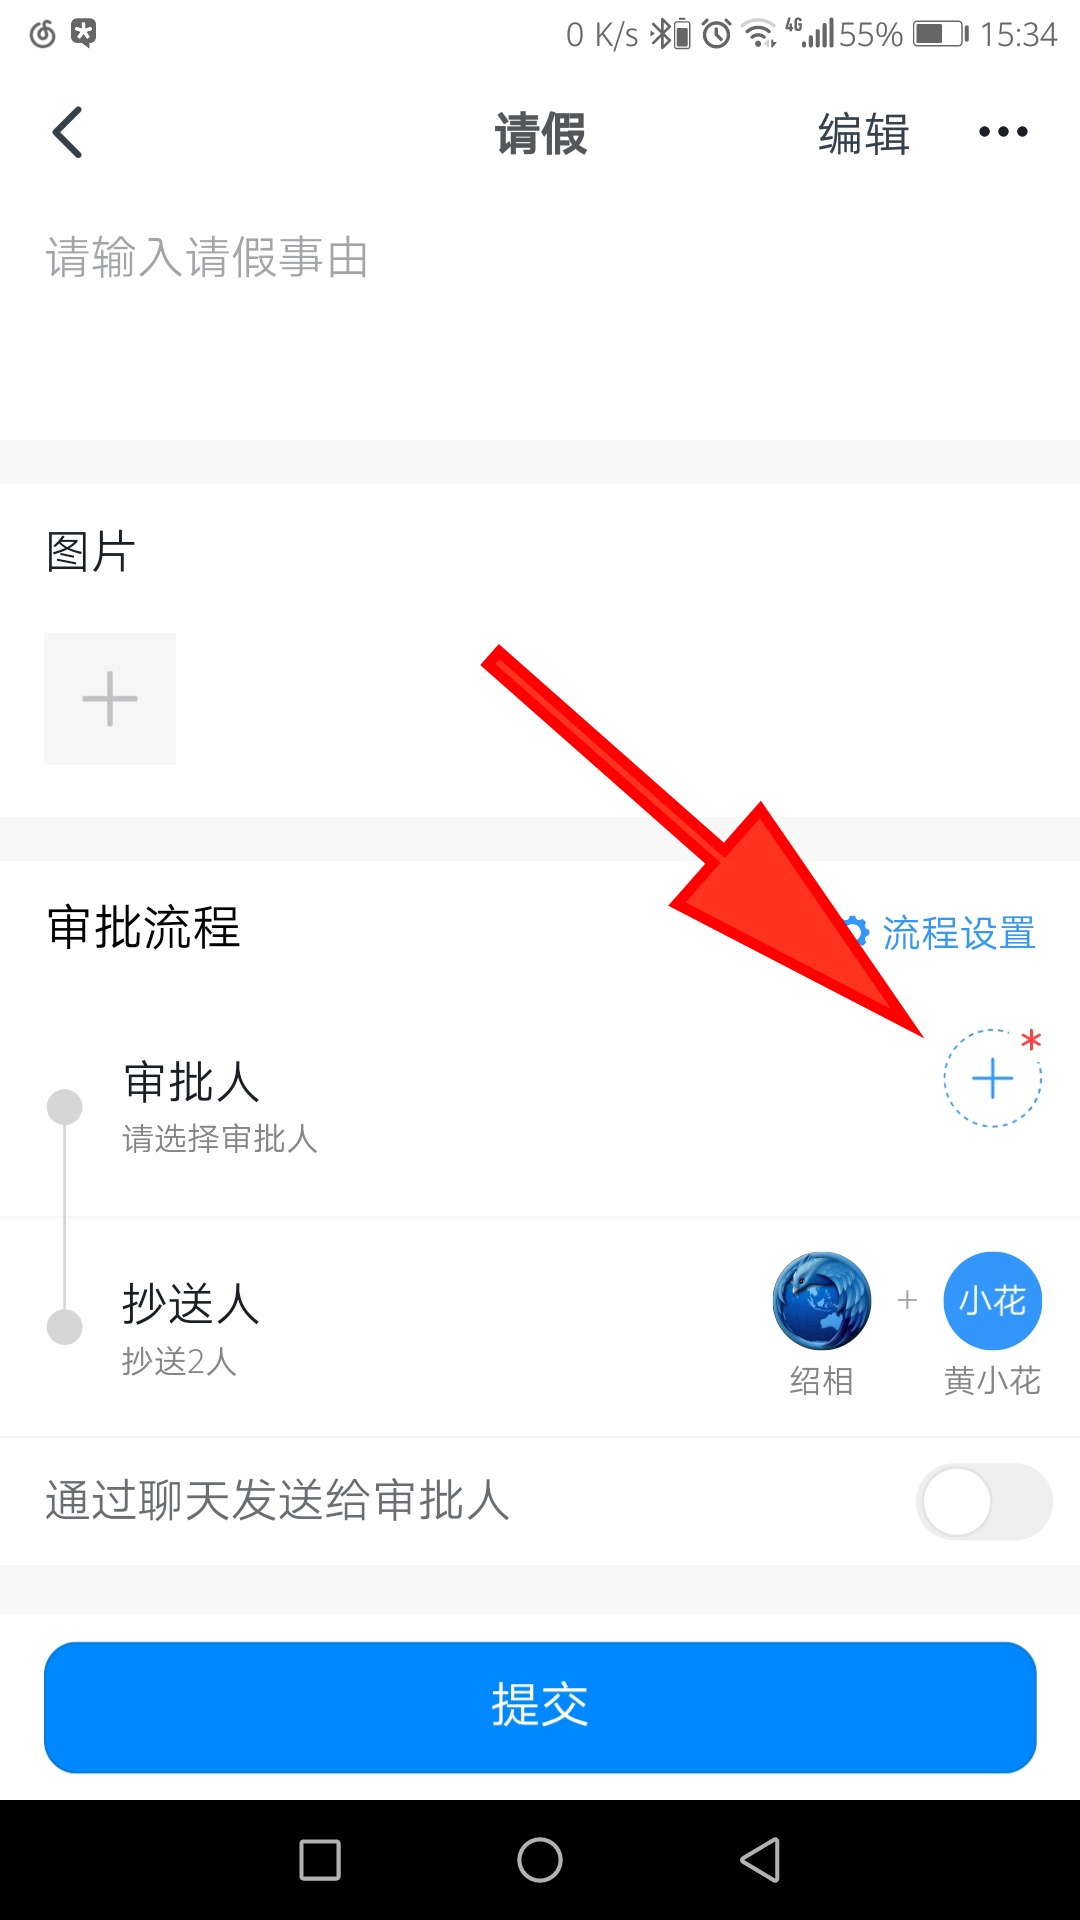 0 K/s 4G 55% 15:34
请假 编辑
请输入请假事由
图片
审批流程 流程设置
审批人
请选择审批人
抄送人
抄送2人
小花
绍相 黄小花
通过聊天发送给审批人
提交